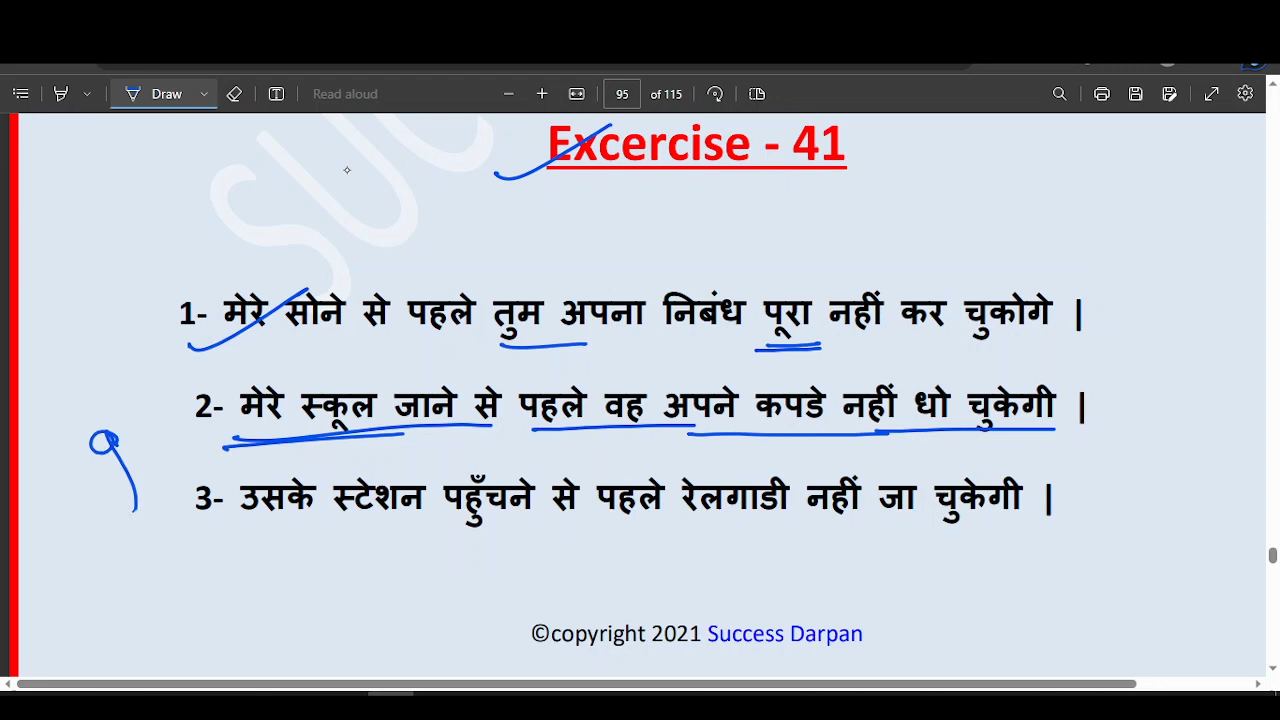 Draw
Read aloud
95 of 115
SUC
Excercise - 41
1- मेरे सोने से पहले तुम अपना निबंध पूरा नहीं कर चुकोगे |
2- मेरे स्कूल जाने से पहले वह अपने कपडे नहीं धो चुकेगी |
3- उसके स्टेशन पहुँचने से पहले रेलगाडी नहीं जा चुकेगी |
©copyright 2021 Success Darpan